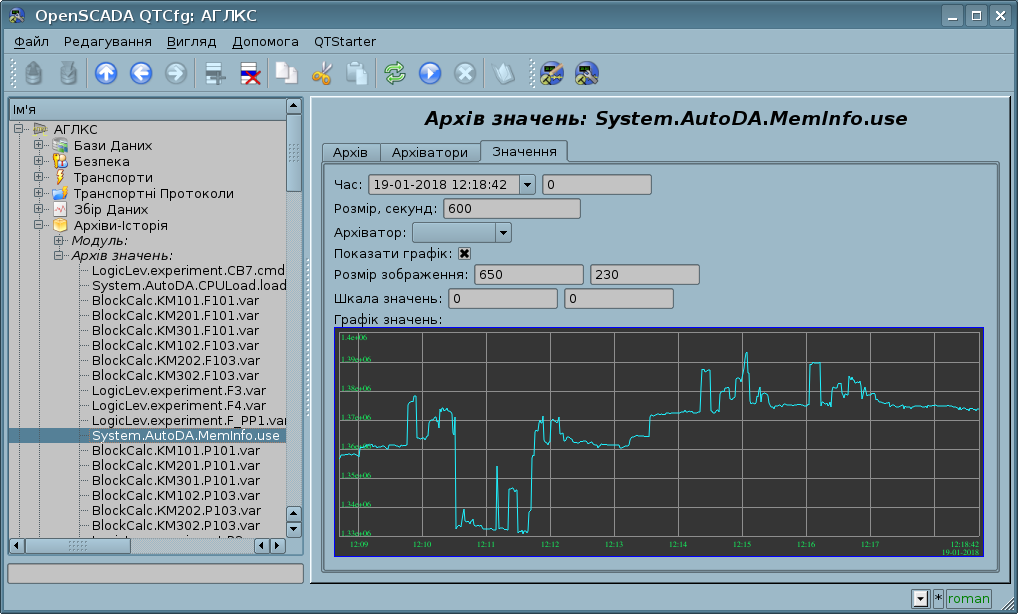 OpenSCADA QTCfg: АГЛКС
Файл Редагування Вигляд Допомога QTStarter
Ім'я
АГЛКС
Бази Даних
Безпека
Транспорти
Транспортні Протоколи
Збір Даних
Архіви-Історія
Модуль:
Архів значень:
LogicLev.experiment.CB7.cmd
System.AutoDA.CPULoad.load
BlockCalc.KM101.F101.var
BlockCalc.KM201.F101.var
BlockCalc.KM301.F101.var
BlockCalc.KM102.F103.var
BlockCalc.KM202.F103.var
BlockCalc.KM302.F103.var
LogicLev.experiment.F3.var
LogicLev.experiment.F4.var
LogicLev.experiment.F_PP1.var
System.AutoDA.MemInfo.use
BlockCalc.KM101.P101.var
BlockCalc.KM201.P101.var
BlockCalc.KM301.P101.var
BlockCalc.KM102.P103.var
BlockCalc.KM202.P103.var
BlockCalc.KM302.P103.var
Архів значень: System.AutoDA.MemInfo.use
Архів Архіватори Значення
Час: 19-01-2018 12:18:42 0
Розмір, секунд: 600
Архіватор:
Показати графік:
Розмір зображення: 650 230
Шкала значень: 0 0
Графік значень:
1.4e+06
1.39e+06
1.38e+06
1.37e+06
1.36e+06
1.35e+06
1.34e+06
1.33e+06
12:09 12:10 12:11 12:12 12:13 12:14 12:15 12:16 12:17 12:18:42
19-01-2018
* roman